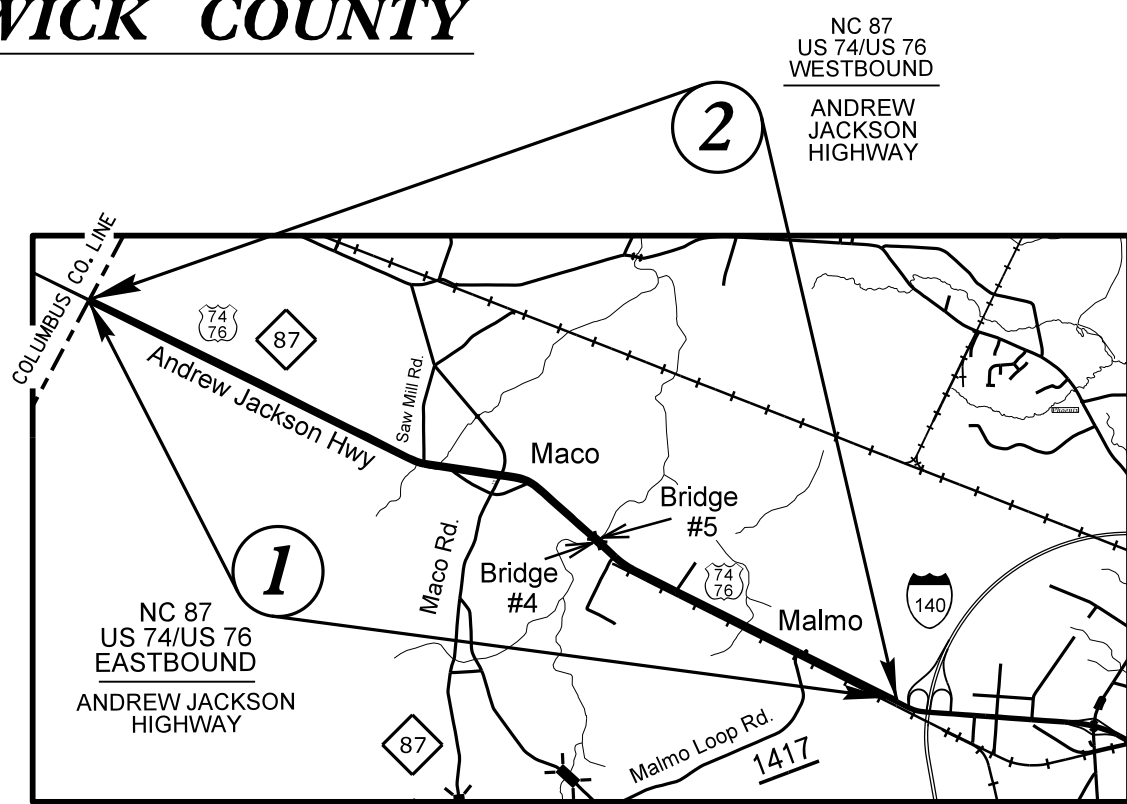 WICK COUNTY
NC 87
US 74/US 76
WESTBOUND
ANDREW
JACKSON
HIGHWAY
2
COLUMBUS CO. LINE
74
76
87
Andrew Jackson Hwy
Saw Mill Rd.
Maco
Bridge
#5
Maco Rd.
Bridge
#4
74
76
Malmo
140
1
NC 87
US 74/US 76
EASTBOUND
ANDREW JACKSON
HIGHWAY
87
Malmo Loop Rd.
1417